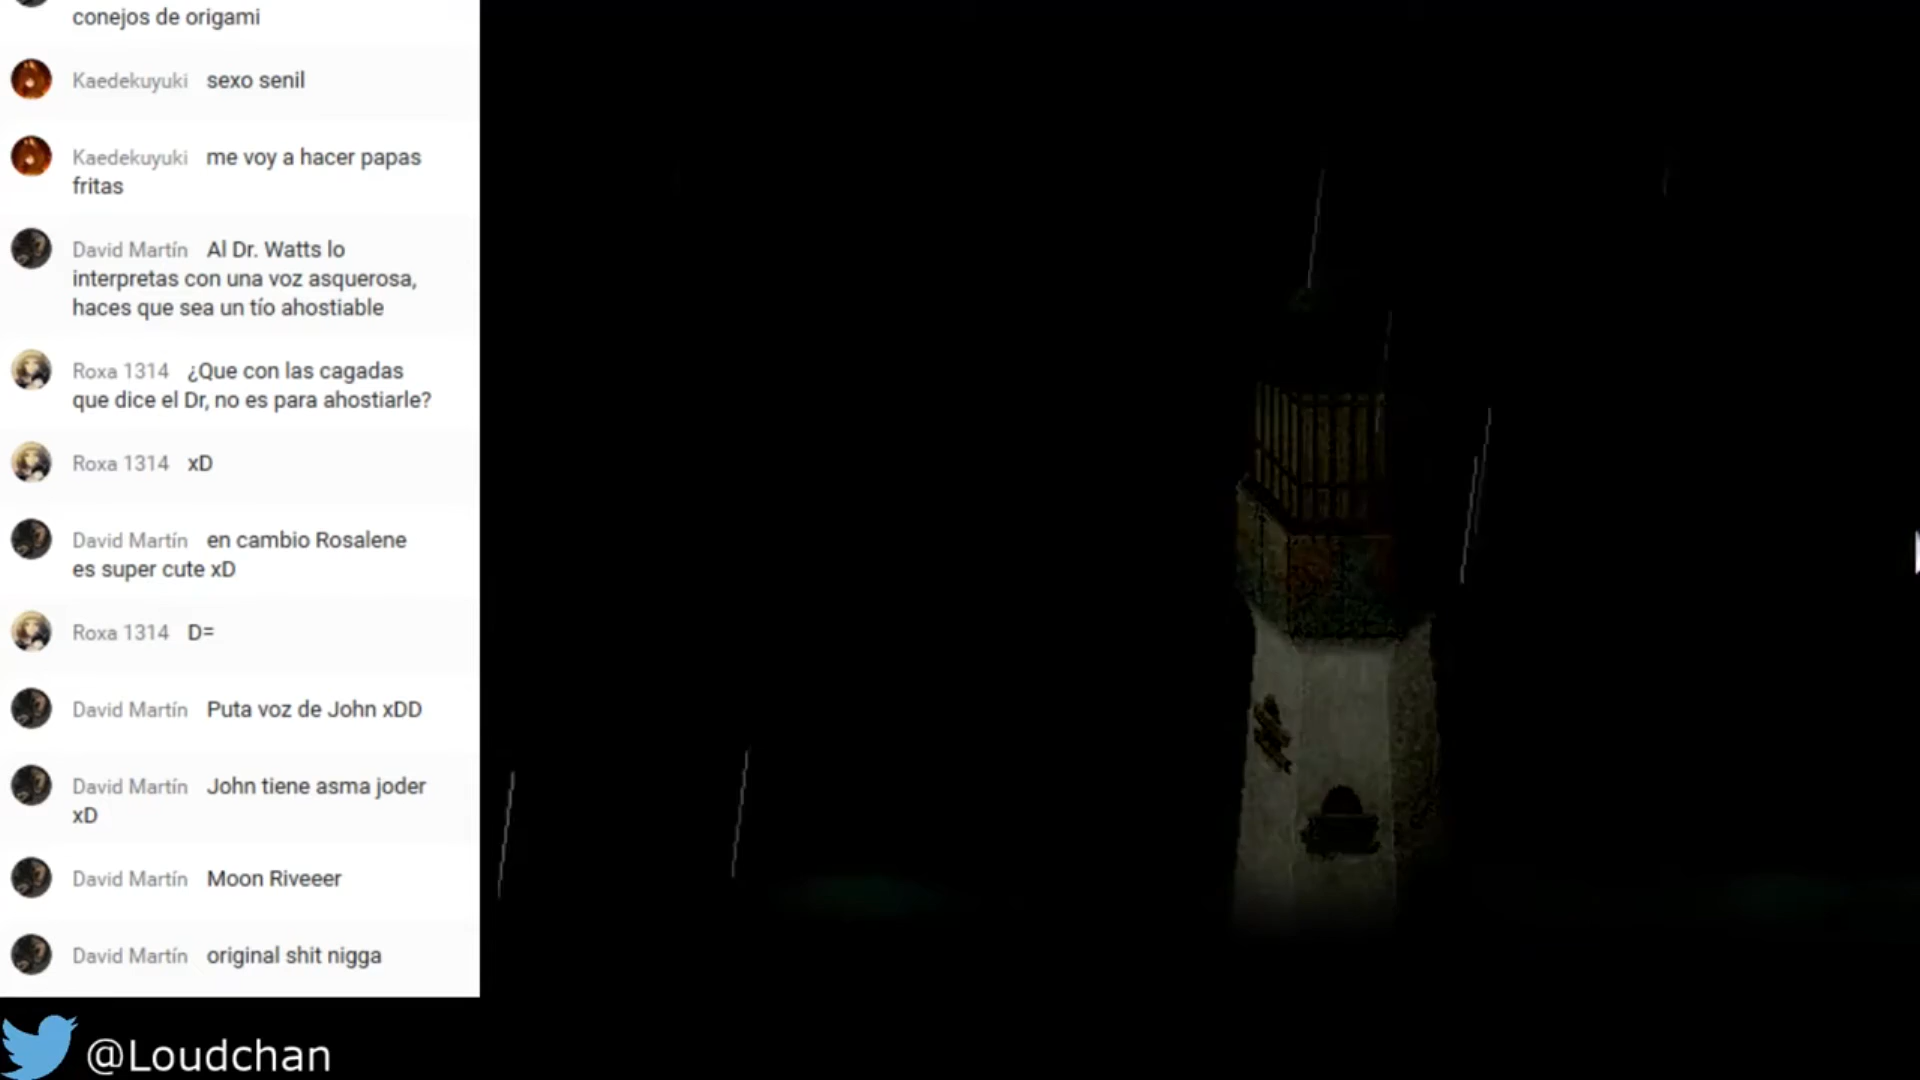 conejos de origami
Kaedekuyuki sexo senil
Kaedekuyuki me voy a hacer papas
fritas
David Martín Al Dr. Watts lo
interpretas con una voz asquerosa,
haces que sea un tío ahostiable
Roxa 1314 ¿Que con las cagadas
que dice el Dr, no es para ahostiarle?
Roxa 1314 xD
David Martín en cambio Rosalene
es super cute xD
Roxa 1314 D=
David Martín Puta voz de John xDD
David Martín John tiene asma joder
xD
David Martín Moon Riveeer
David Martín original shit nigga
@Loudchan